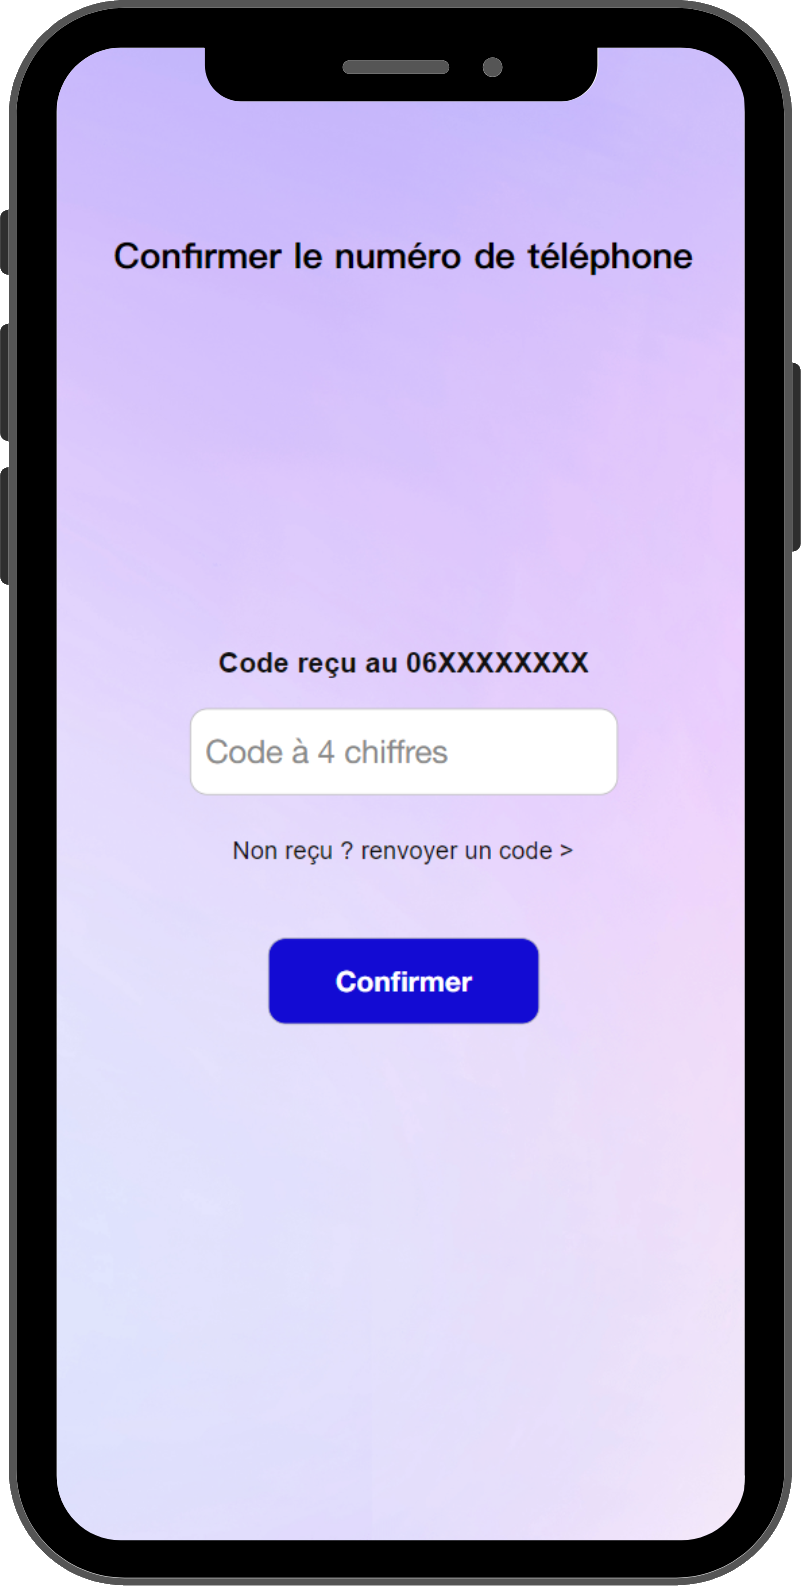 Confirmer le numéro de téléphone
Code reçu au 06XXXXXXXX
Code à 4 chiffres
Non reçu ? renvoyer un code >
Confirmer